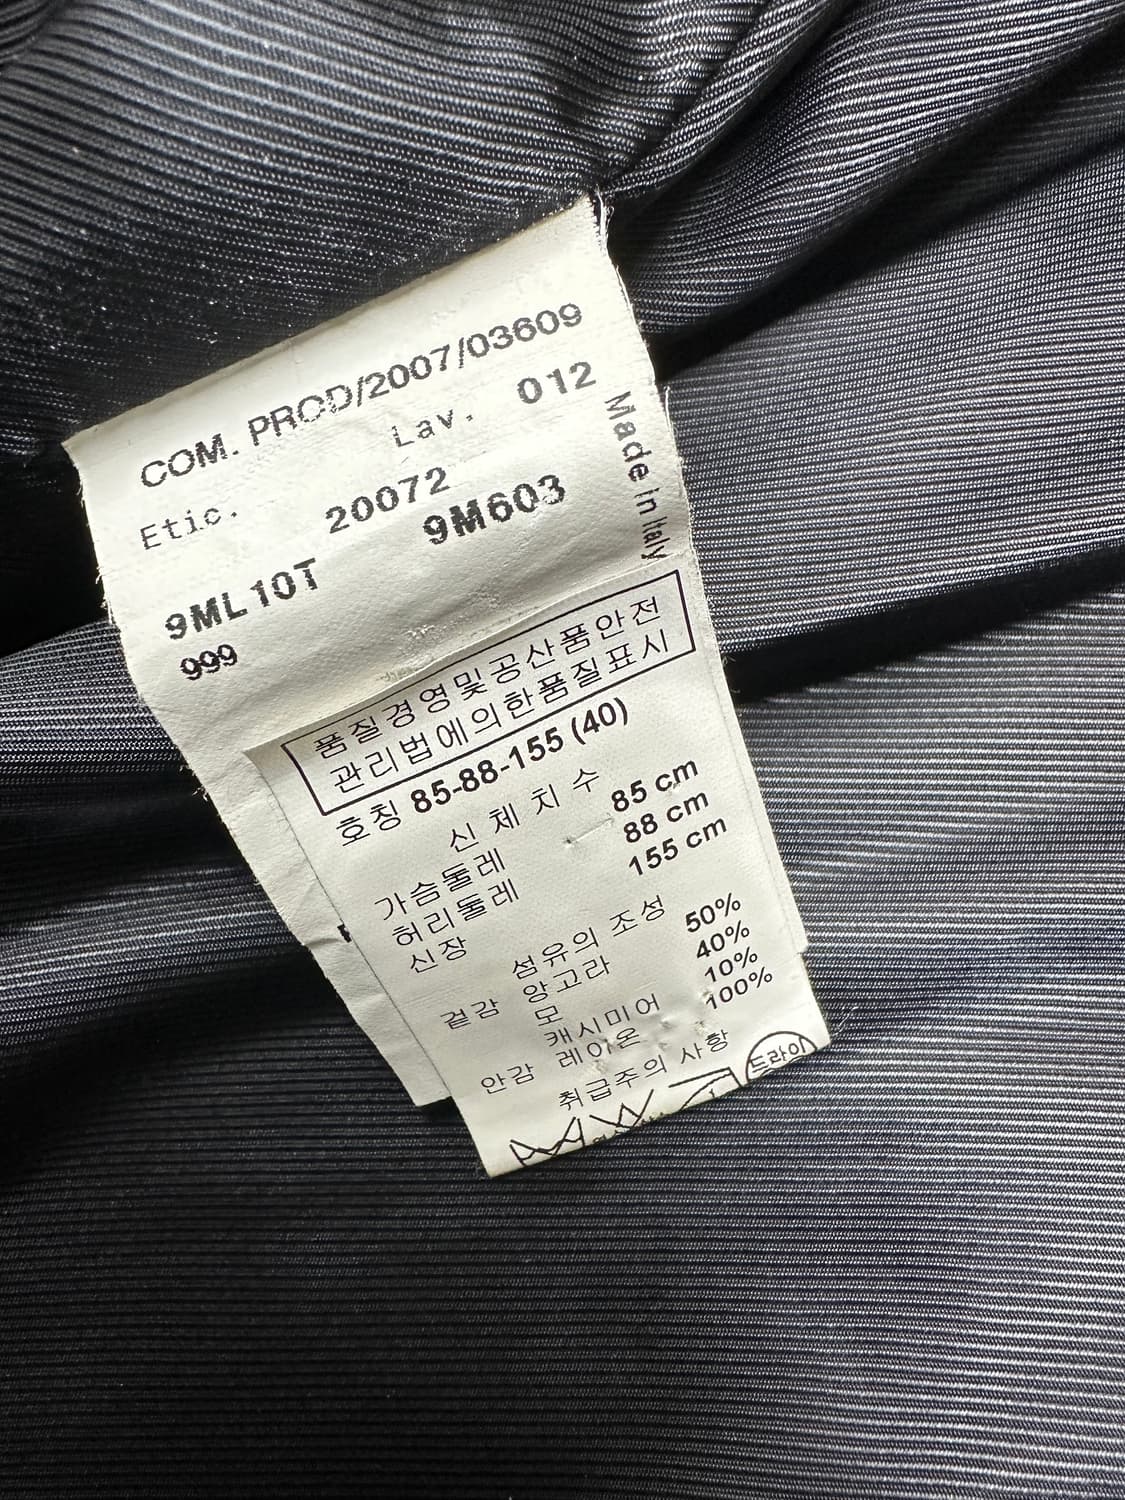 COM. PROD/2007/03609
Lav. 012
Etic. 20072
9ML10T 9M603
999
Made in Italy
품질경영및공산품안전
관리법에의한품질표시
호칭 85-88-155 (40)
신체치수
가슴둘레 85 cm
허리둘레 88 cm
신장 155 cm
섬유의 조성
겉감 앙고라 50%
모 40%
캐시미어 10%
안감 레이온 100%
취급주의 사항
드라이